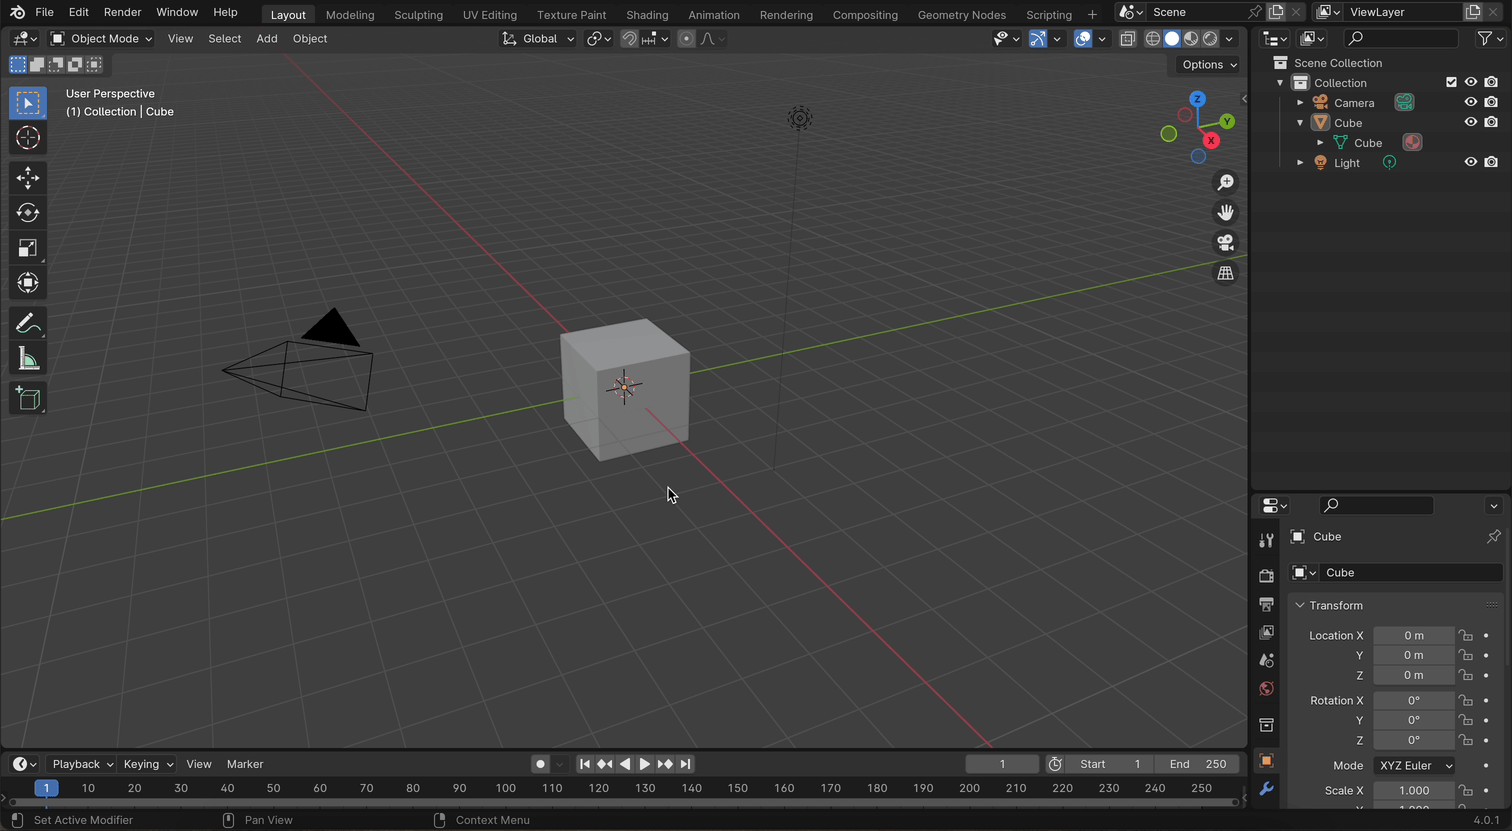 File Edit Render Window Help Layout Modeling Sculpting UV Editing Texture Paint Shading Animation Rendering Compositing Geometry Nodes Scripting + Scene ViewLayer
Object Mode View Select Add Object Global
Options
User Perspective
(1) Collection | Cube
Z
Y
X
Scene Collection
Collection
Camera
Cube
Cube
Light
Cube
Cube
Transform
Location X 0 m
Y 0 m
Z 0 m
Rotation X 0°
Y 0°
Z 0°
Mode XYZ Euler
Scale X 1.000
Playback Keying View Marker 1 Start 1 End 250
1 10 20 30 40 50 60 70 80 90 100 110 120 130 140 150 160 170 180 190 200 210 220 230 240 250
Set Active Modifier Pan View Context Menu 4.0.1